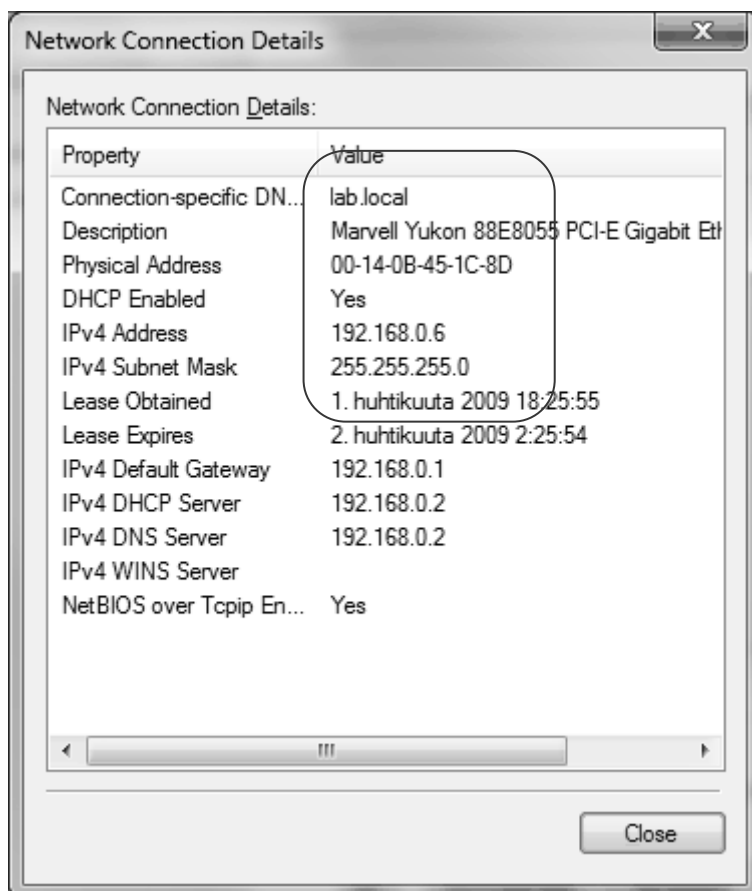 Network Connection Details
Network Connection Details:
Property Value
Connection-specific DN... lab.local
Description Marvell Yukon 88E8055 PCI-E Gigabit Eth
Physical Address 00-14-0B-45-1C-8D
DHCP Enabled Yes
IPv4 Address 192.168.0.6
IPv4 Subnet Mask 255.255.255.0
Lease Obtained 1. huhtikuuta 2009 18:25:55
Lease Expires 2. huhtikuuta 2009 2:25:54
IPv4 Default Gateway 192.168.0.1
IPv4 DHCP Server 192.168.0.2
IPv4 DNS Server 192.168.0.2
IPv4 WINS Server
NetBIOS over Tcpip En... Yes
Close